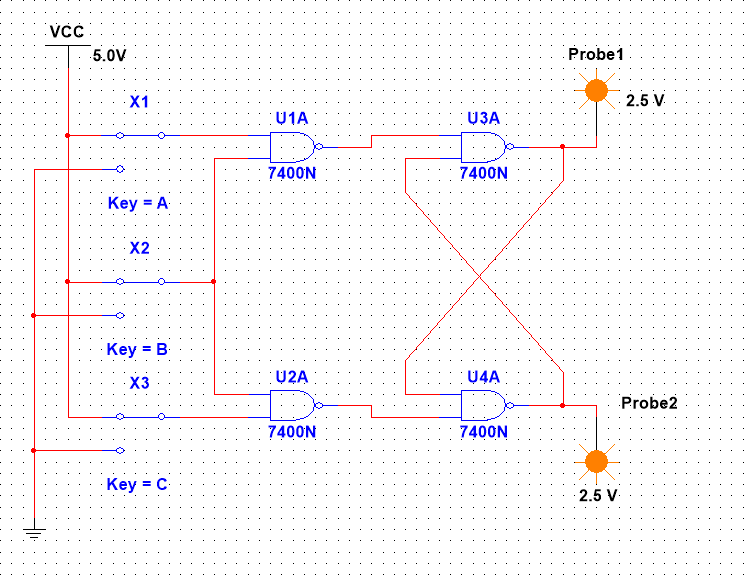 VCC
5.0V
Probe1
2.5 V
X1
U1A
U3A
7400N
7400N
Key = A
X2
Key = B
X3
U2A
U4A
Probe2
7400N
7400N
Key = C
2.5 V